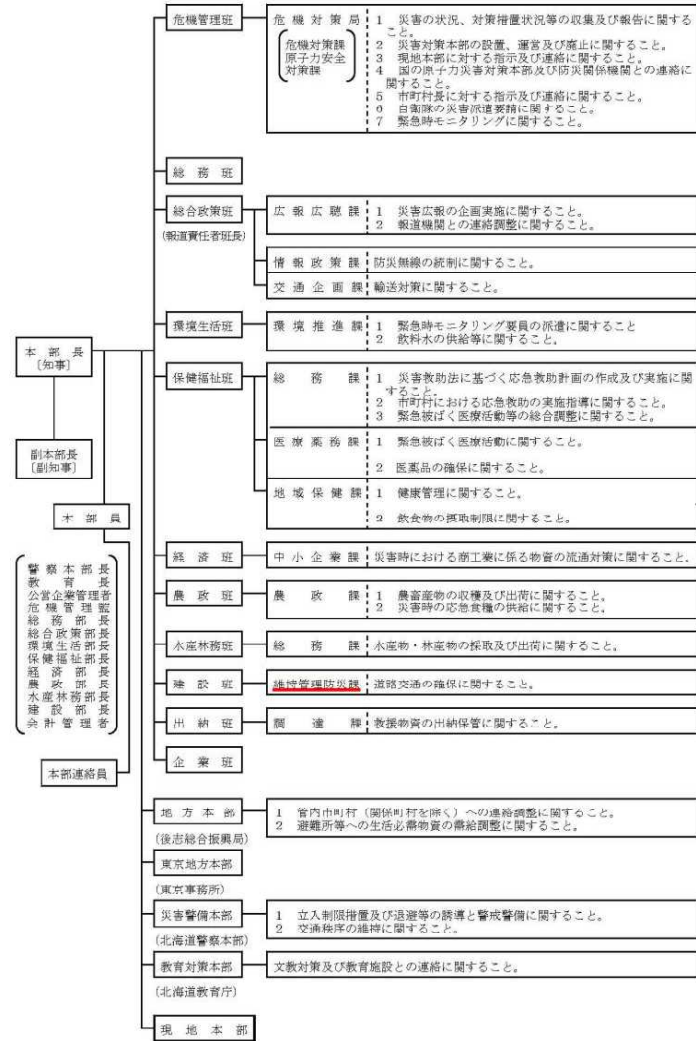 危機管理班
危機対策局
危機対策課
原子力安全
対策課
1 災害の状況、対策措置状況等の収集及び報告に関する
こと。
2 災害対策本部の設置、運営及び廃止に関すること。
3 現地本部に対する指示及び連絡に関すること。
4 国の原子力災害対策本部及び防災関係機関との連絡に
関すること。
5 市町村長に対する指示及び連絡に関すること。
6 自衛隊の災害派遣要請に関すること。
7 緊急時モニタリングに関すること。
総務班
総合政策班
(報道責任者班長)
広報広聴課
1 災害広報の企画実施に関すること。
2 報道機関との連絡調整に関すること。
情報政策課
防災無線の統制に関すること。
交通企画課
輸送対策に関すること。
環境生活班
環境推進課
1 緊急時モニタリング要員の派遣に関すること
2 飲料水の供給等に関すること。
本部長
[知事]
保健福祉班
総務課
1 災害救助法に基づく応急救助計画の作成及び実施に関
すること。
2 市町村における応急救助の実施指導に関すること。
3 緊急被ばく医療活動等の総合調整に関すること。
医療薬務課
1 緊急被ばく医療活動に関すること。
2 医薬品の確保に関すること。
地域保健課
1 健康管理に関すること。
2 飲食物の摂取制限に関すること。
副本部長
[副知事]
本部員
警察本部長
教育長
公営企業管理者
危機管理監
総務部長
総合政策部長
環境生活部長
保健福祉部長
経済部長
農政部長
水産林務部長
建設部長
会計管理者
本部連絡員
経済班
中小企業課
災害時における商工業に係る物資の流通対策に関すること.
農政班
農政課
1 農畜産物の収穫及び出荷に関すること。
2 災害時の応急食糧の供給に関すること。
水産林務班
総務課
水産物・林産物の採取及び出荷に関すること。
建設班
維持管理防災課
道路交通の確保に関すること。
出納班
調達課
救援物資の出納保管に関すること。
企業班
地方本部
(後志総合振興局)
1 管内市町村（関係町村を除く）への連絡調整に関すること。
2 避難所等への生活必需物資の需給調整に関すること。
東京地方本部
(東京事務所)
災害警備本部
(北海道警察本部)
1 立入制限措置及び退避等の誘導と警戒警備に関すること。
2 交通秩序の維持に関すること。
教育対策本部
(北海道教育庁)
文教対策及び教育施設との連絡に関すること。
現地本部